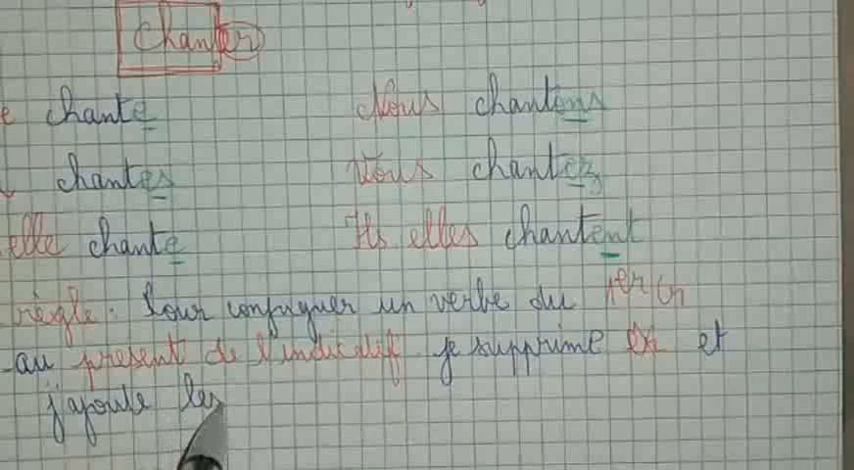 chanter
e chante Nous chantons
chantes Vous chantez
elle chante Ils elles chantent
règle: Pour conjuguer un verbe du 1er gr
au présent de l'indicatif je supprime er et
j'ajoute les